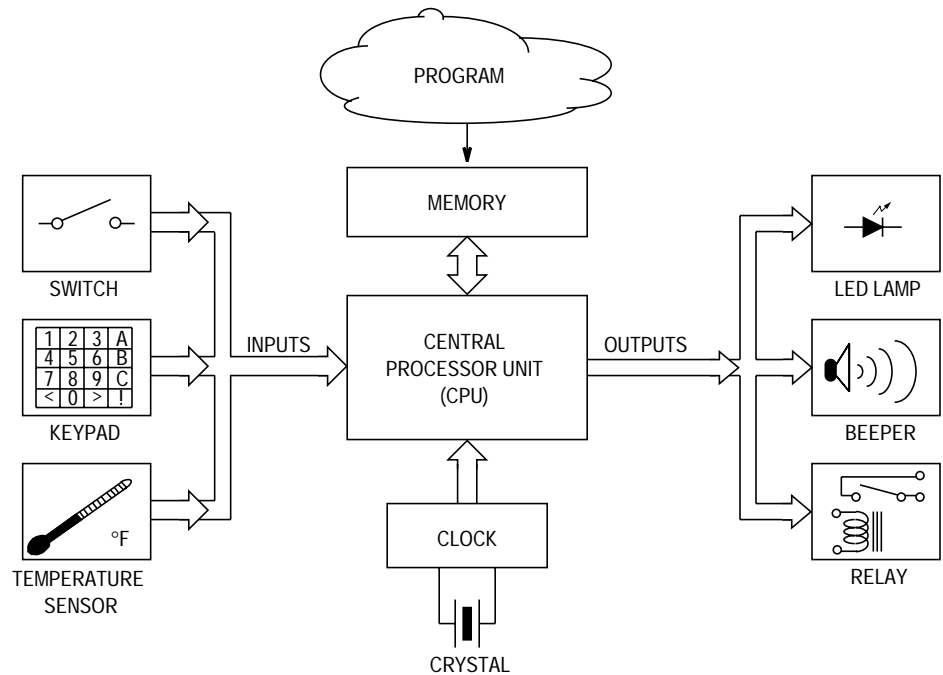 PROGRAM
MEMORY
SWITCH
1 2 3 A
4 5 6 B
7 8 9 C
< 0 > !
KEYPAD
°F
TEMPERATURE
SENSOR
INPUTS
CENTRAL
PROCESSOR UNIT
(CPU)
OUTPUTS
CLOCK
CRYSTAL
LED LAMP
BEEPER
RELAY